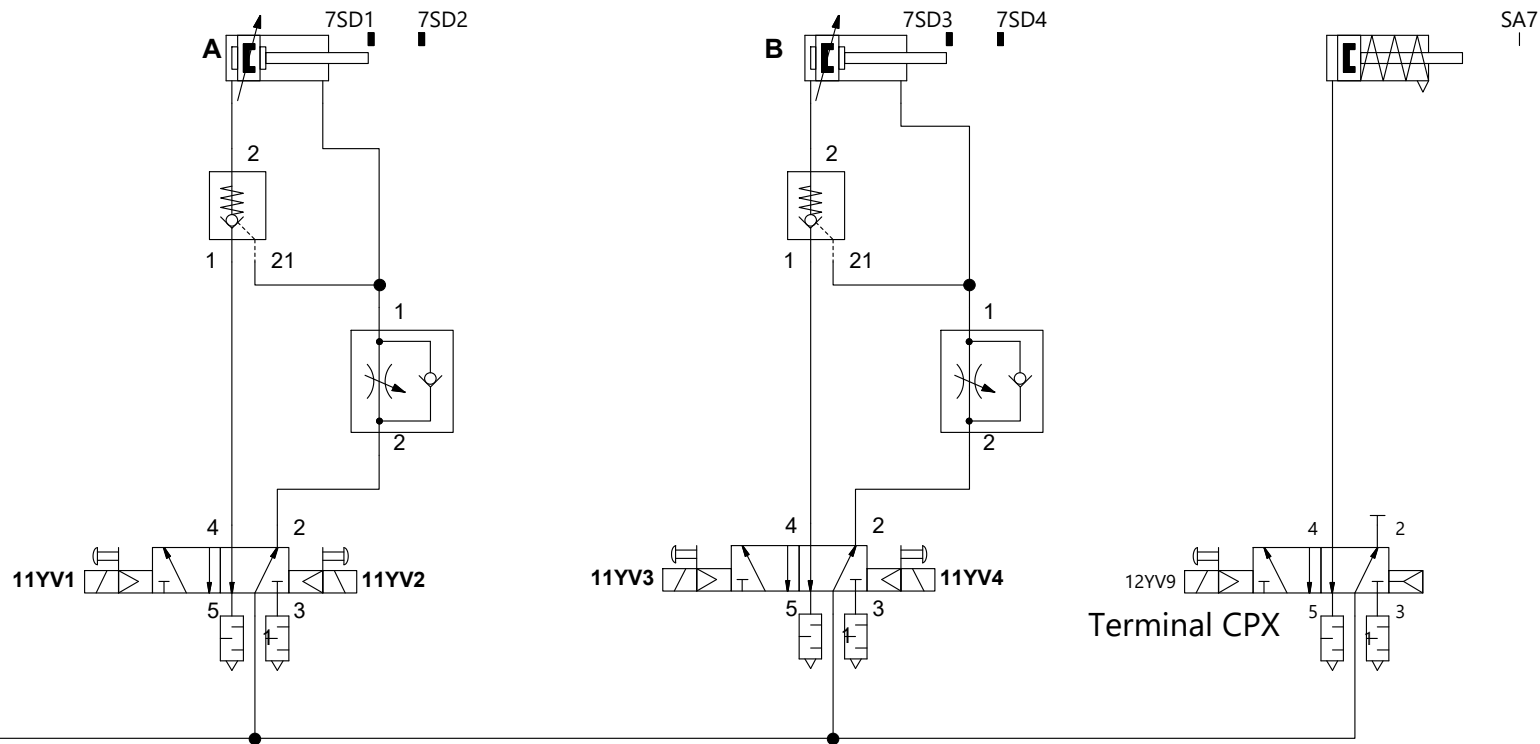 7SD1 7SD2 7SD3 7SD4 SA7
A B
2 2
1 21 1 21
1 1
2 2
4 2 4 2 4 2
11YV1 11YV2 11YV3 11YV4 12YV9
5 3 5 3 5 3
1 1 1
Terminal CPX